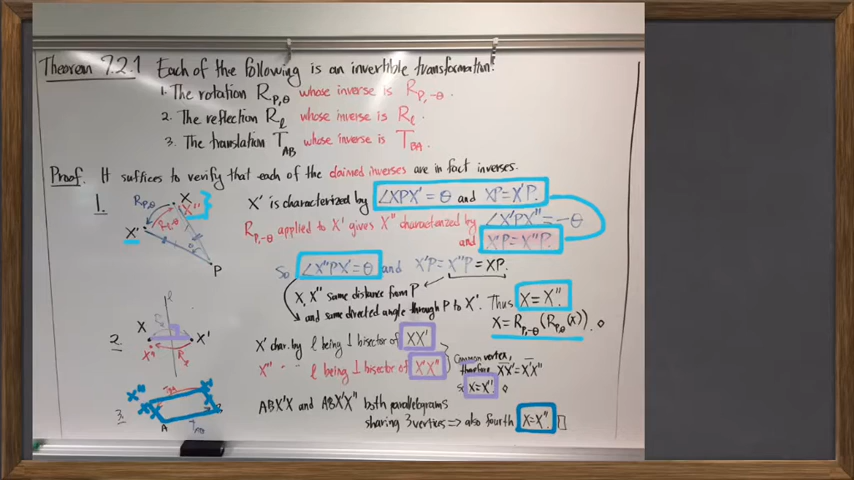 Theorem 7.2.1 Each of the following is an invertible transformation:
1. The rotation R_{P,θ} whose inverse is R_{P,-θ}.
2. The reflection R_ℓ whose inverse is R_ℓ.
3. The translation T_{AB} whose inverse is T_{BA}.
Proof. It suffices to verify that each of the claimed inverses are in fact inverses.
1.
R_{P,θ}
X
X''
R_{P,-θ}
X'
θ
P
X' is characterized by ∠XPX' = θ and XP = X'P.
R_{P,-θ} applied to X' gives X'' characterized by ∠X'PX'' = -θ
and X'P = X''P.
So ∠X''PX' = θ and X'P = X''P = XP.
X, X'' same distance from P
and same directed angle through P to X'.
Thus X = X''.
X = R_{P,-θ}(R_{P,θ}(X)). ◇
2.
ℓ
X
X'
X''
X' char. by ℓ being ⊥ bisector of XX'
X'' - - ℓ being ⊥ bisector of X'X''
Common vertex,
therefore XX' = X'X''
so X = X''. ◇
3.
X''
X
X'
A
B
T_{AB}
ABX'X and ABX'X'' both parallelograms
sharing 3 vertices ⟹ also fourth X = X''. □